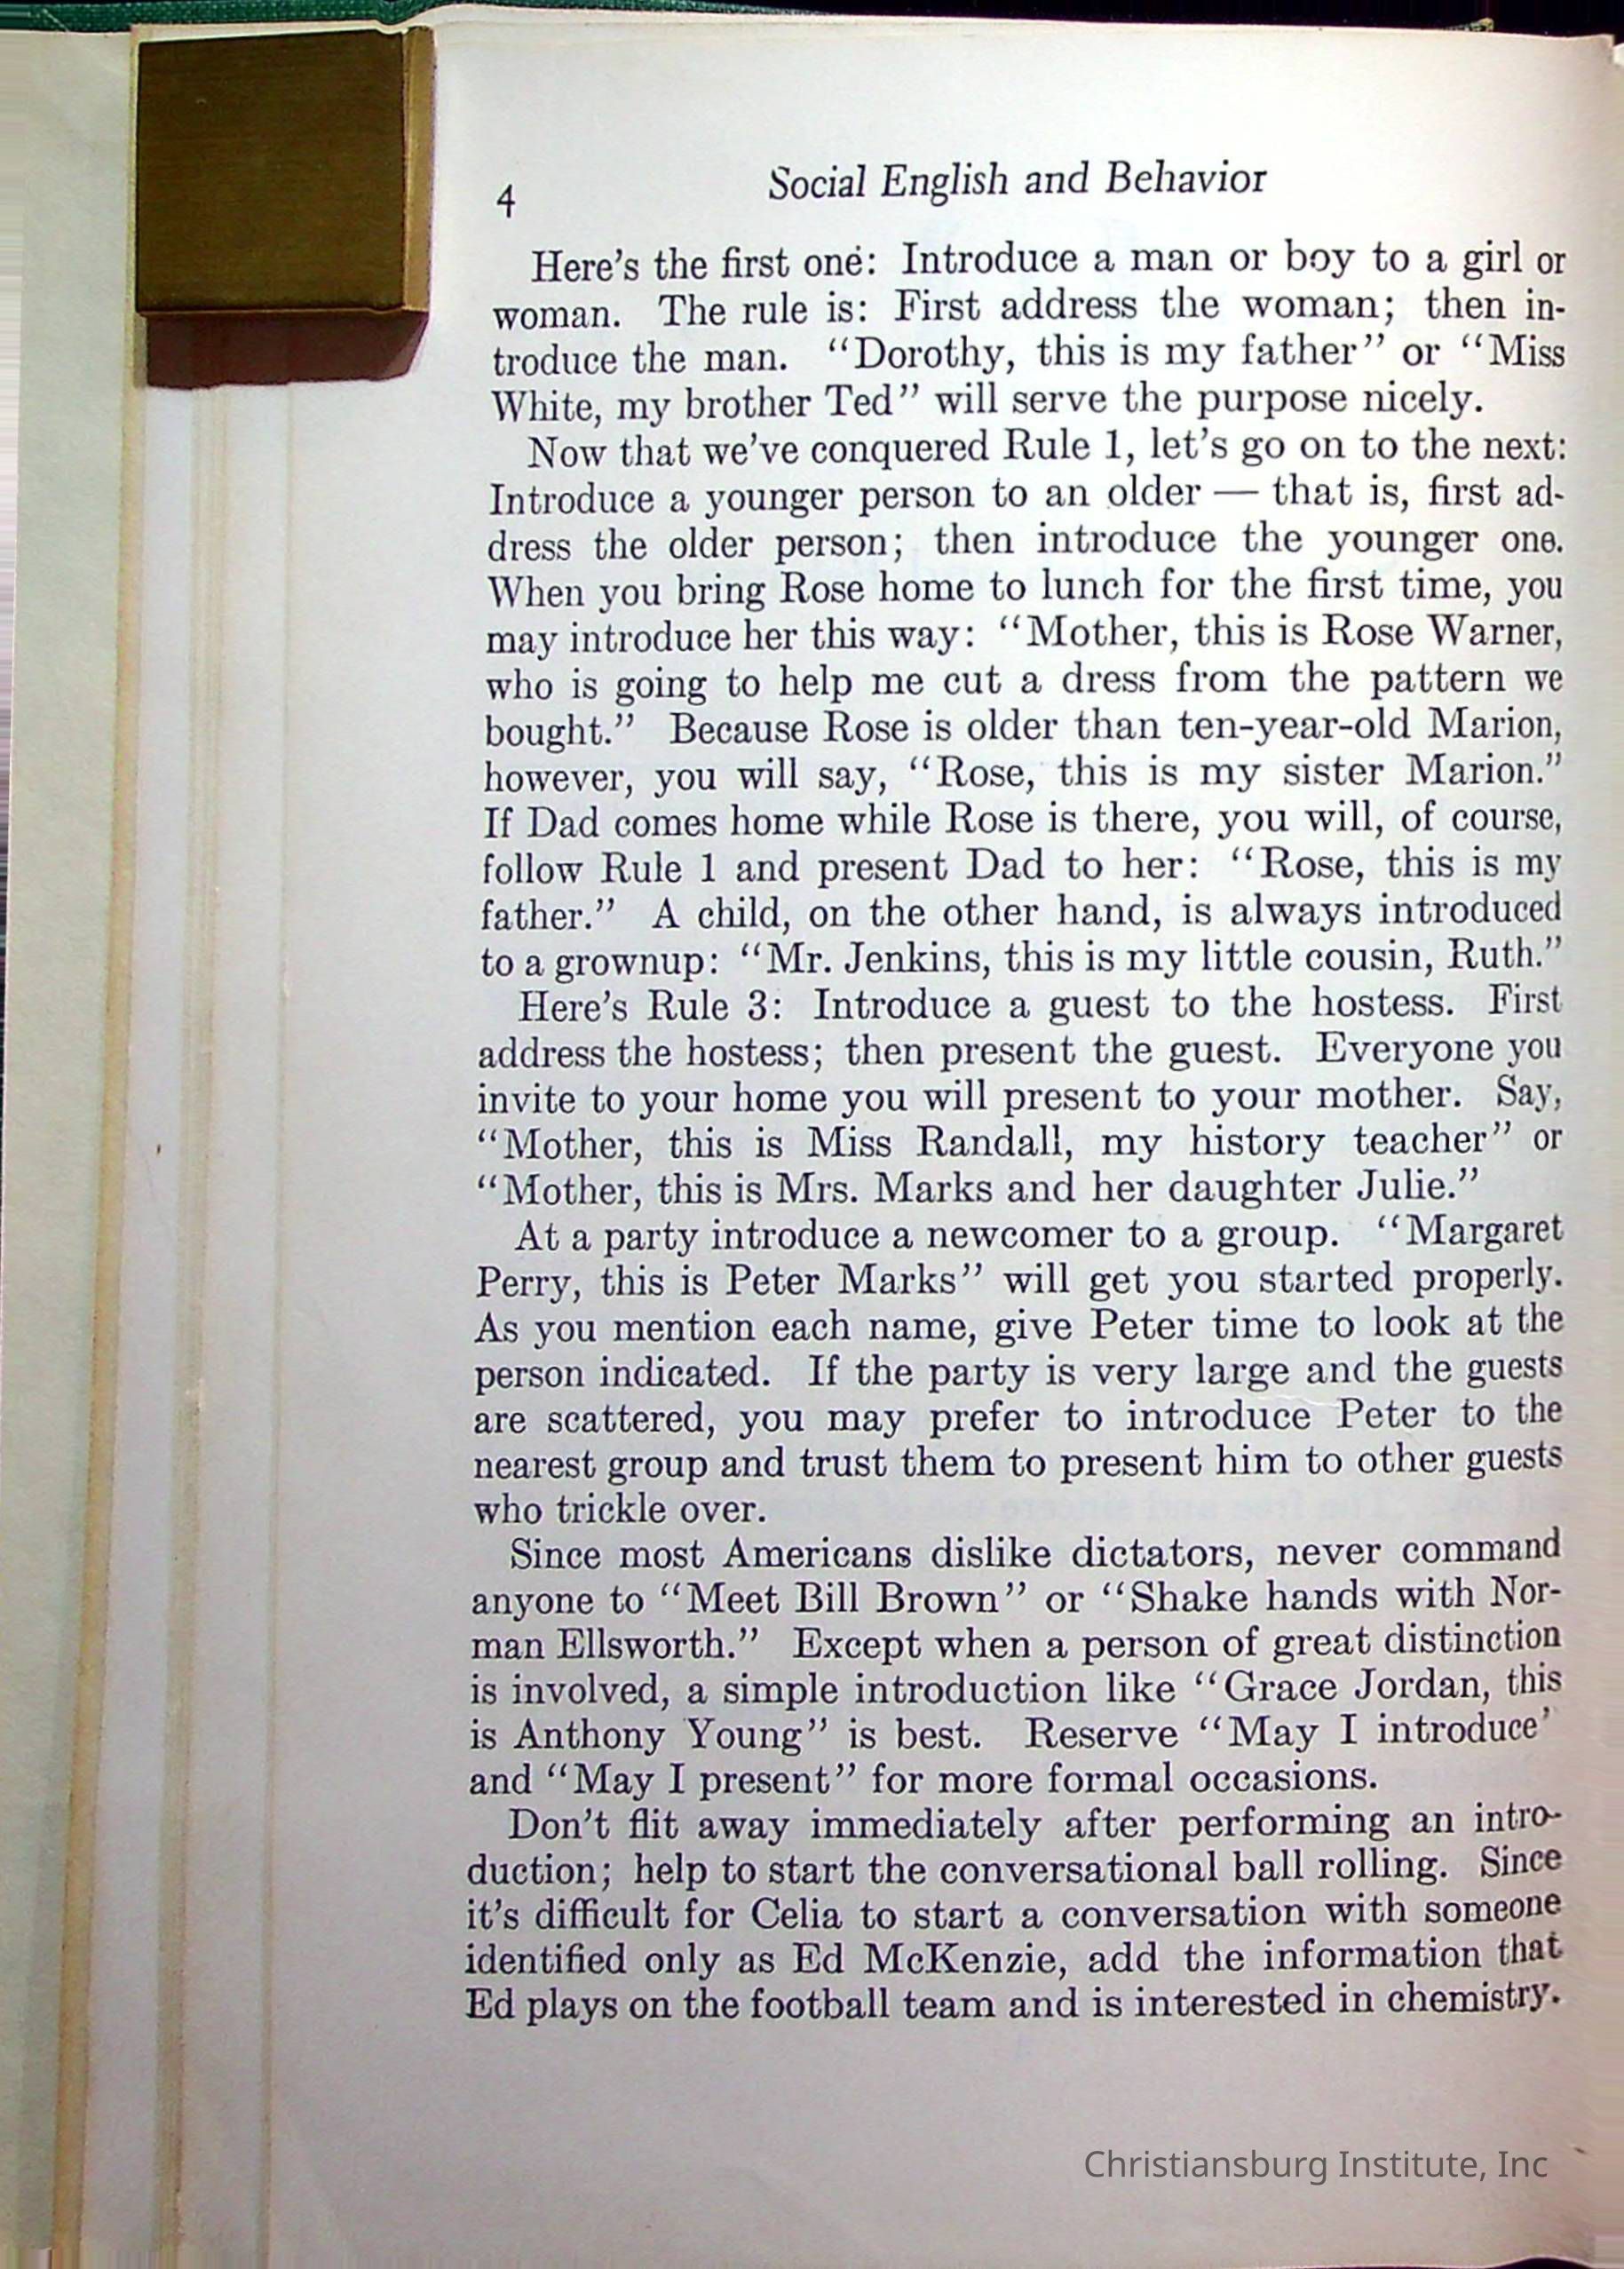 4
Social English and Behavior
Here's the first one: Introduce a man or boy to a girl or
woman. The rule is: First address the woman; then in-
troduce the man. “Dorothy, this is my father” or “Miss
White, my brother Ted” will serve the purpose nicely.
Now that we've conquered Rule 1, let's go on to the next:
Introduce a younger person to an older — that is, first ad-
dress the older person; then introduce the younger one.
When you bring Rose home to lunch for the first time, you
may introduce her this way: “Mother, this is Rose Warner,
who is going to help me cut a dress from the pattern we
bought.” Because Rose is older than ten-year-old Marion,
however, you will say, “Rose, this is my sister Marion.”
If Dad comes home while Rose is there, you will, of course,
follow Rule 1 and present Dad to her: “Rose, this is my
father.” A child, on the other hand, is always introduced
to a grownup: “Mr. Jenkins, this is my little cousin, Ruth.”
Here's Rule 3: Introduce a guest to the hostess. First
address the hostess; then present the guest. Everyone you
invite to your home you will present to your mother. Say,
“Mother, this is Miss Randall, my history teacher” or
“Mother, this is Mrs. Marks and her daughter Julie.”
At a party introduce a newcomer to a group. “Margaret
Perry, this is Peter Marks” will get you started properly.
As you mention each name, give Peter time to look at the
person indicated. If the party is very large and the guests
are scattered, you may prefer to introduce Peter to the
nearest group and trust them to present him to other guests
who trickle over.
Since most Americans dislike dictators, never command
anyone to “Meet Bill Brown” or “Shake hands with Nor-
man Ellsworth.” Except when a person of great distinction
is involved, a simple introduction like “Grace Jordan, this
is Anthony Young” is best. Reserve “May I introduce’
and “May I present” for more formal occasions.
Don't flit away immediately after performing an intro-
duction; help to start the conversational ball rolling. Since
it's difficult for Celia to start a conversation with someone
identified only as Ed McKenzie, add the information that
Ed plays on the football team and is interested in chemistry.
Christiansburg Institute, Inc